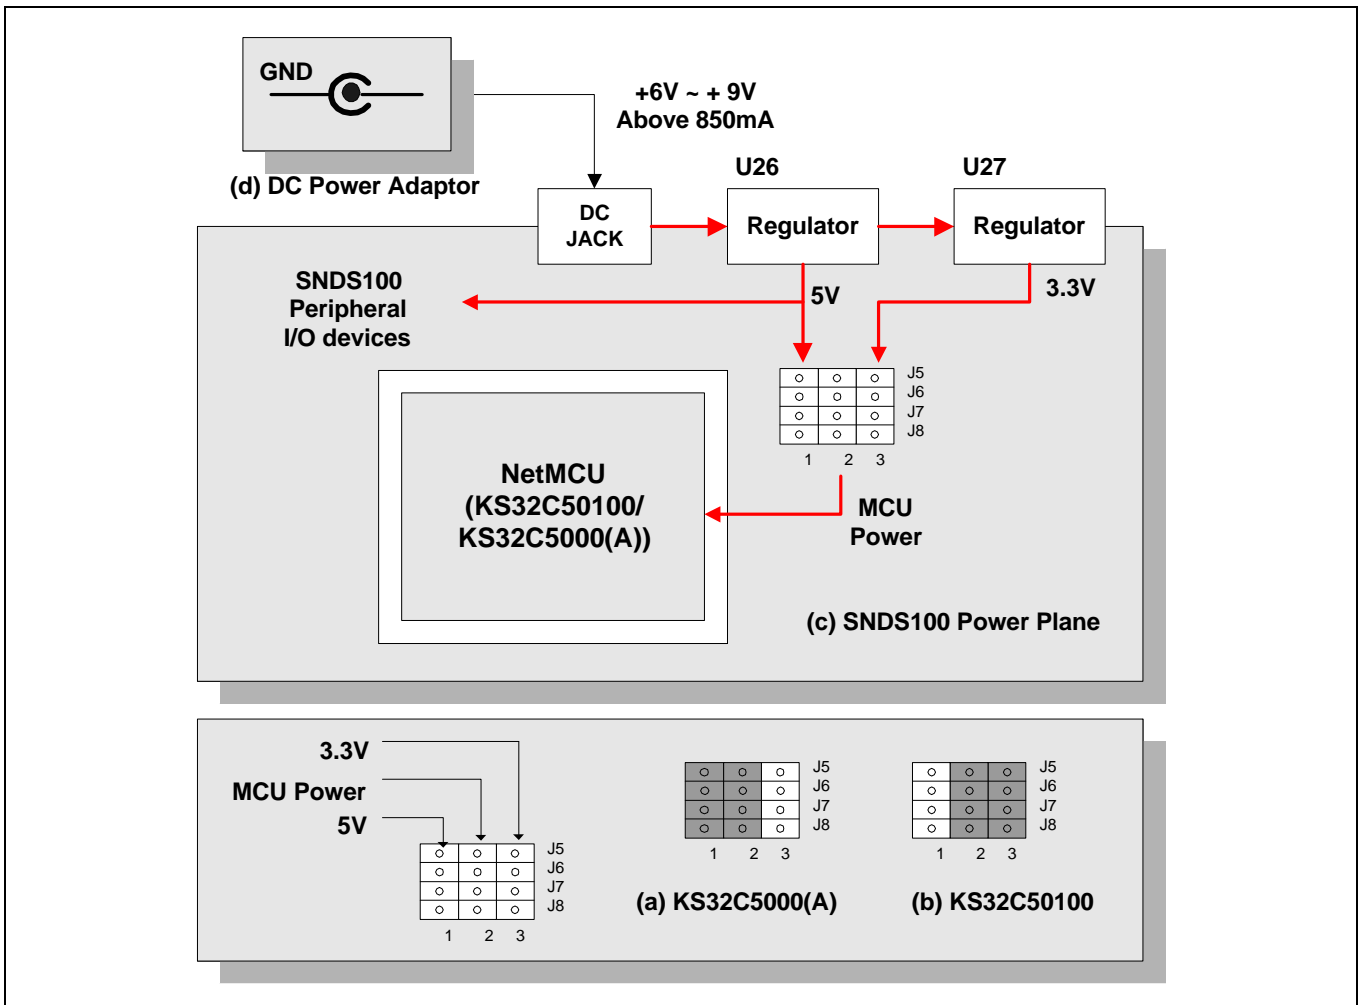 GND
(d) DC Power Adaptor
+6V ~ + 9V
Above 850mA
U26
U27
DC
JACK
Regulator
Regulator
SNDS100
Peripheral
I/O devices
5V
3.3V
J5
J6
J7
J8
1 2 3
NetMCU
(KS32C50100/
KS32C5000(A))
MCU
Power
(c) SNDS100 Power Plane
3.3V
MCU Power
5V
J5
J6
J7
J8
1 2 3
J5
J6
J7
J8
1 2 3
(a) KS32C5000(A)
J5
J6
J7
J8
1 2 3
(b) KS32C50100